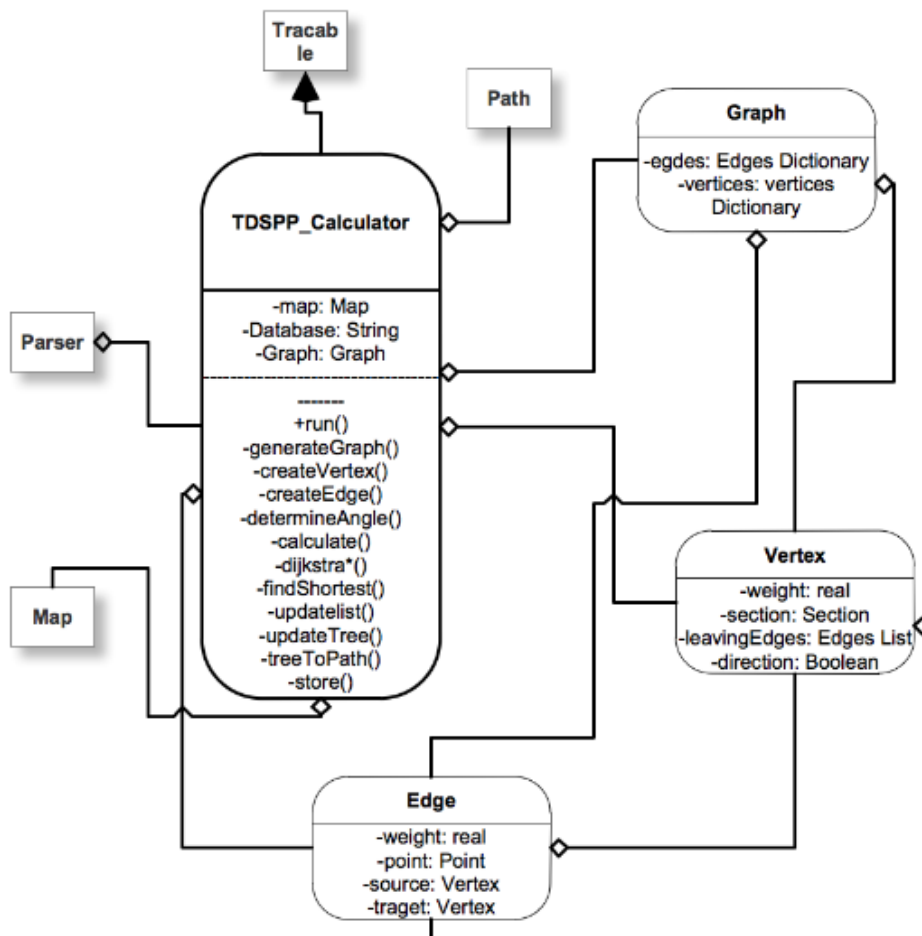 Tracab
le
Path
Graph
-egdes: Edges Dictionary
-vertices: vertices
Dictionary
TDSPP_Calculator
-map: Map
-Database: String
-Graph: Graph
-------
+run()
-generateGraph()
-createVertex()
-createEdge()
-determineAngle()
-calculate()
-dijkstra*()
-findShortest()
-updatelist()
-updateTree()
-treeToPath()
-store()
Parser
Map
Vertex
-weight: real
-section: Section
-leavingEdges: Edges List
-direction: Boolean
Edge
-weight: real
-point: Point
-source: Vertex
-traget: Vertex